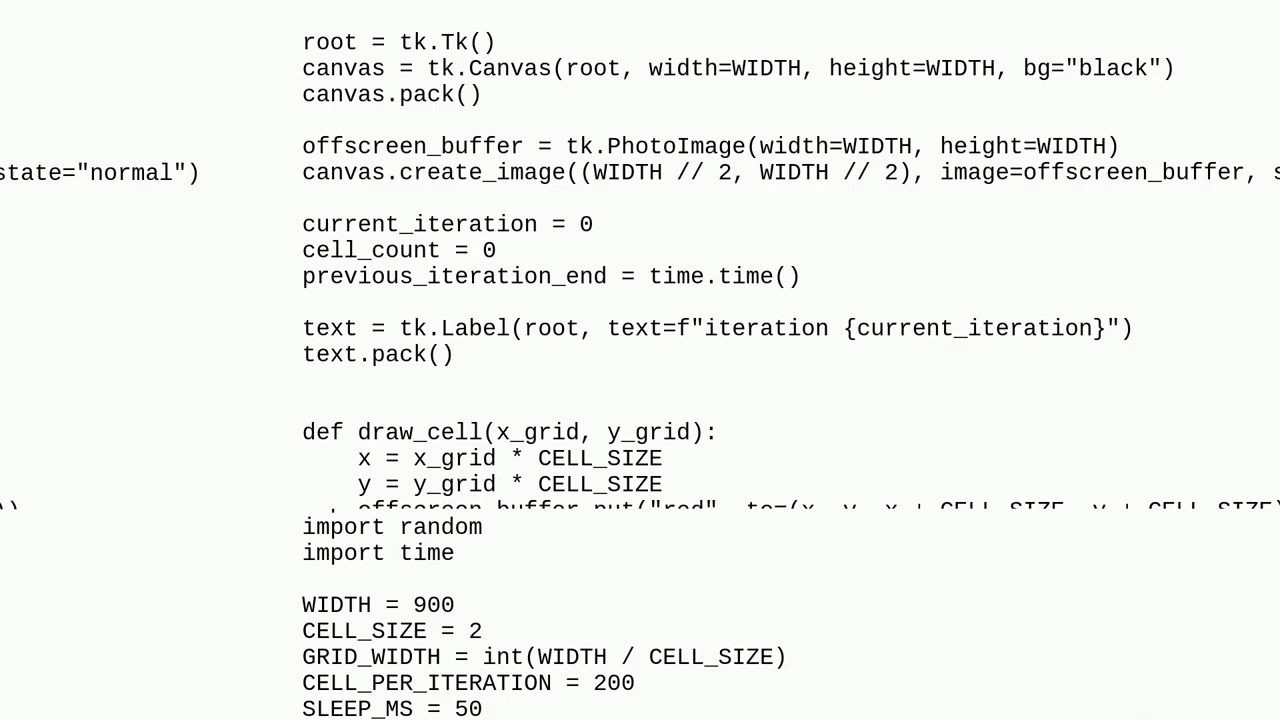 root = tk.Tk()
canvas = tk.Canvas(root, width=WIDTH, height=WIDTH, bg="black")
canvas.pack()
offscreen_buffer = tk.PhotoImage(width=WIDTH, height=WIDTH)
state="normal")
canvas.create_image((WIDTH // 2, WIDTH // 2), image=offscreen_buffer, s
current_iteration = 0
cell_count = 0
previous_iteration_end = time.time()
text = tk.Label(root, text=f"iteration {current_iteration}")
text.pack()
def draw_cell(x_grid, y_grid):
x = x_grid * CELL_SIZE
y = y_grid * CELL_SIZE
import random
import time
WIDTH = 900
CELL_SIZE = 2
GRID_WIDTH = int(WIDTH / CELL_SIZE)
CELL_PER_ITERATION = 200
SLEEP_MS = 50